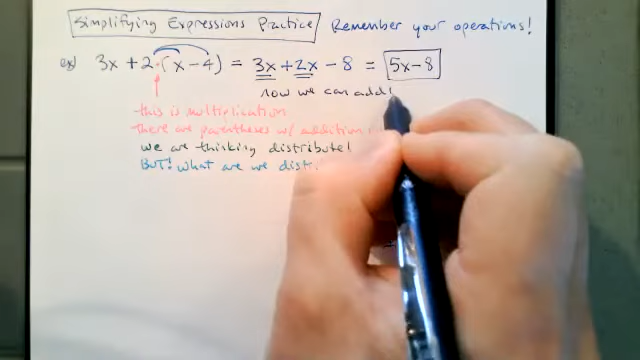 Simplifying Expressions Practice Remember your operations!
ex) 3x + 2·(x − 4) = 3x + 2x − 8 = 5x − 8
now we can add!
- this is multiplication
- there are parentheses w/ addition
we are thinking distribute!
BUT! what are we dist.